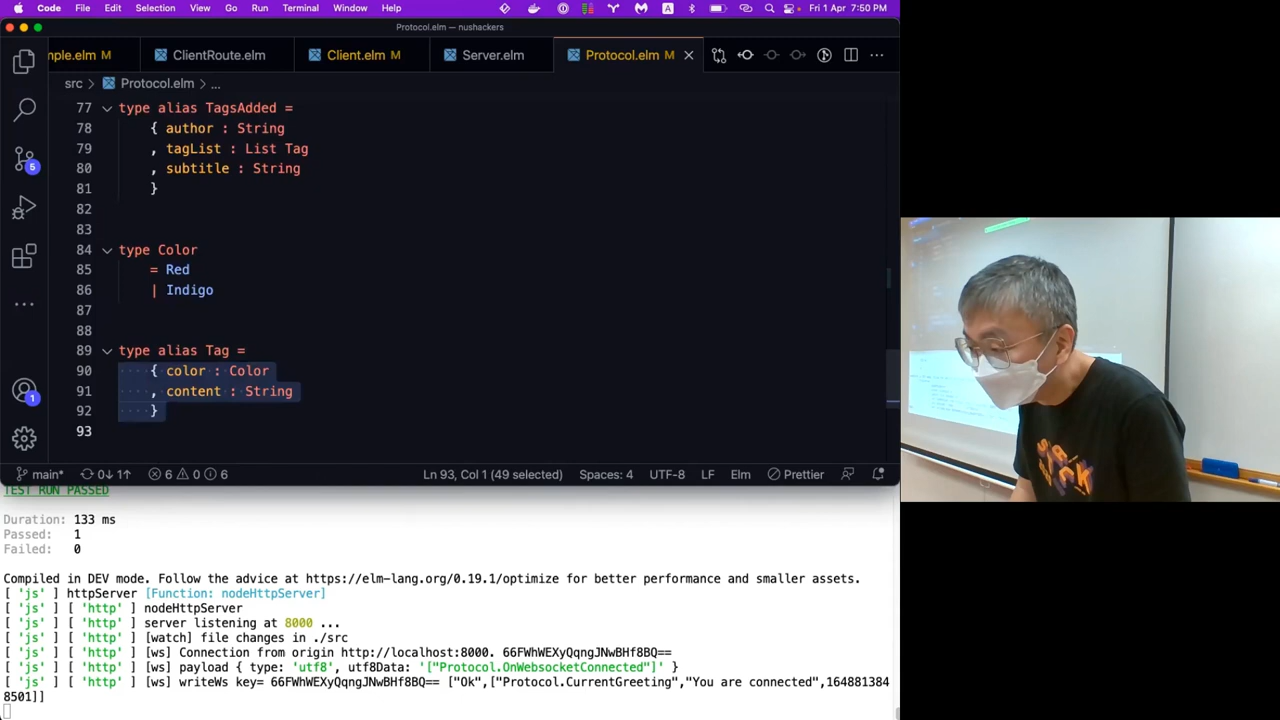 Code File Edit Selection View Go Run Terminal Window Help A Fri 1 Apr 7:50 PM
Protocol.elm — nushackers
mple.elm M ClientRoute.elm Client.elm M Server.elm Protocol.elm M
src > Protocol.elm > ...
77 type alias TagsAdded =
78 { author : String
79 , tagList : List Tag
80 , subtitle : String
81 }
82
83
84 type Color
85 = Red
86 | Indigo
87
88
89 type alias Tag =
90 { color : Color
91 , content : String
92 }
93
5
1
main* 0↓ 1↑ 6 0 6 Ln 93, Col 1 (49 selected) Spaces: 4 UTF-8 LF Elm Prettier
TEST RUN PASSED
Duration: 133 ms
Passed: 1
Failed: 0
Compiled in DEV mode. Follow the advice at https://elm-lang.org/0.19.1/optimize for better performance and smaller assets.
[ 'js' ] httpServer [Function: nodeHttpServer]
[ 'js' ] [ 'http' ] nodeHttpServer
[ 'js' ] [ 'http' ] server listening at 8000 ...
[ 'js' ] [ 'http' ] [watch] file changes in ./src
[ 'js' ] [ 'http' ] [ws] Connection from origin http://localhost:8000. 66FWhWEXyQqngJNwBHf8BQ==
[ 'js' ] [ 'http' ] [ws] payload { type: 'utf8', utf8Data: '["Protocol.OnWebsocketConnected"]' }
[ 'js' ] [ 'http' ] [ws] writeWs key= 66FWhWEXyQqngJNwBHf8BQ== ["Ok",["Protocol.CurrentGreeting","You are connected",164881384
8501]]